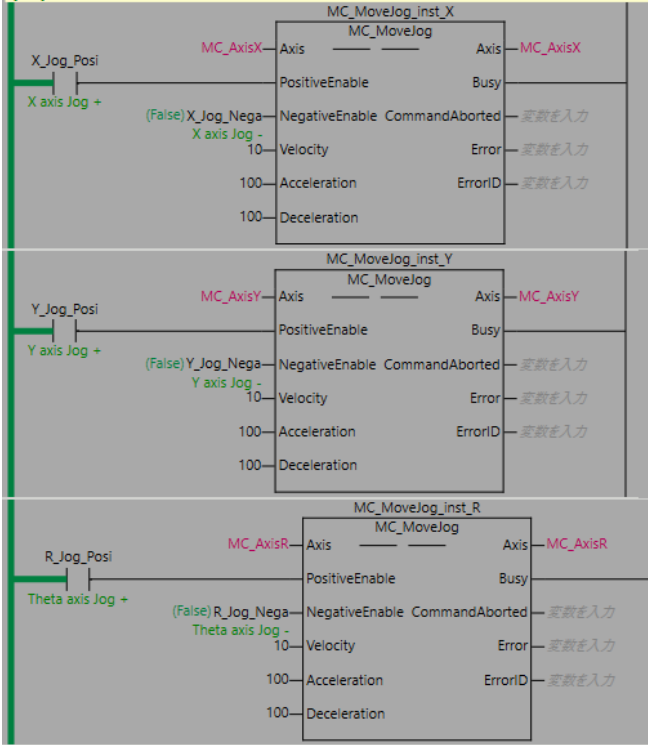 MC_MoveJog_inst_X
MC_MoveJog
MC_AxisX Axis Axis MC_AxisX
X_Jog_Posi
PositiveEnable Busy
X axis Jog +
(False) X_Jog_Nega NegativeEnable CommandAborted 変数を入力
X axis Jog -
10 Velocity Error 変数を入力
100 Acceleration ErrorID 変数を入力
100 Deceleration
MC_MoveJog_inst_Y
MC_MoveJog
MC_AxisY Axis Axis MC_AxisY
Y_Jog_Posi
PositiveEnable Busy
Y axis Jog +
(False) Y_Jog_Nega NegativeEnable CommandAborted 変数を入力
Y axis Jog -
10 Velocity Error 変数を入力
100 Acceleration ErrorID 変数を入力
100 Deceleration
MC_MoveJog_inst_R
MC_MoveJog
MC_AxisR Axis Axis MC_AxisR
R_Jog_Posi
PositiveEnable Busy
Theta axis Jog +
(False) R_Jog_Nega NegativeEnable CommandAborted 変数を入力
Theta axis Jog -
10 Velocity Error 変数を入力
100 Acceleration ErrorID 変数を入力
100 Deceleration